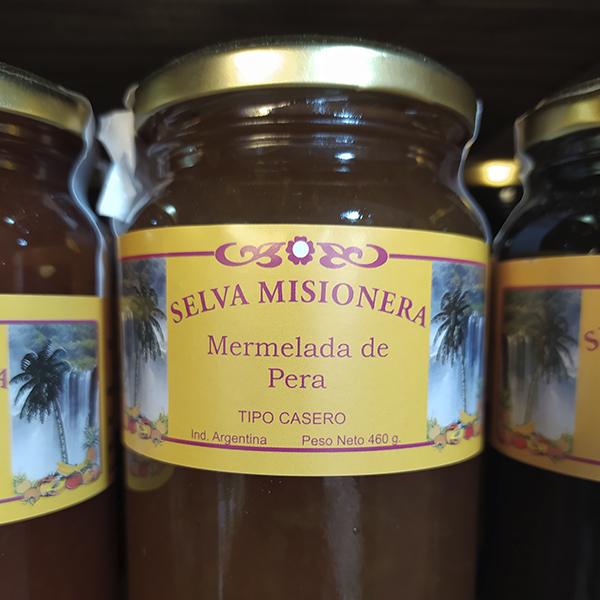 SELVA MISIONERA
Mermelada de
Pera
TIPO CASERO
Ind. Argentina Peso Neto 460 g.